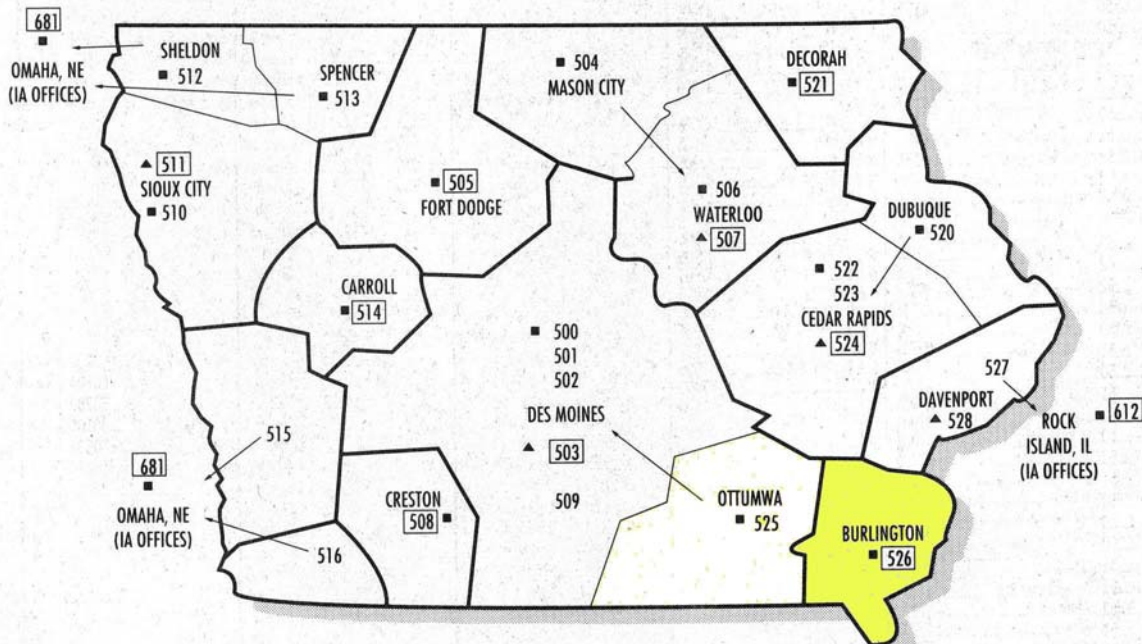 681
OMAHA, NE
(IA OFFICES)
SHELDON
512
SPENCER
513
504
MASON CITY
DECORAH
521
511
SIOUX CITY
510
505
FORT DODGE
506
WATERLOO
507
DUBUQUE
520
522
523
CEDAR RAPIDS
524
CARROLL
514
500
501
502
DES MOINES
503
509
527
DAVENPORT
528
612
ROCK
ISLAND, IL
(IA OFFICES)
515
681
OMAHA, NE
(IA OFFICES)
516
CRESTON
508
OTTUMWA
525
BURLINGTON
526